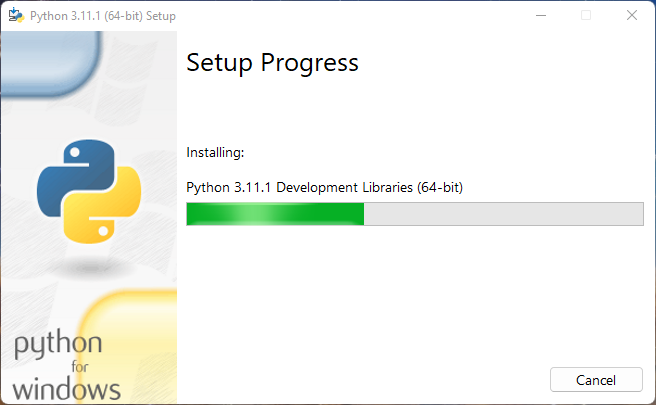 Python 3.11.1 (64-bit) Setup
Setup Progress
Installing:
Python 3.11.1 Development Libraries (64-bit)
python
for
windows
Cancel